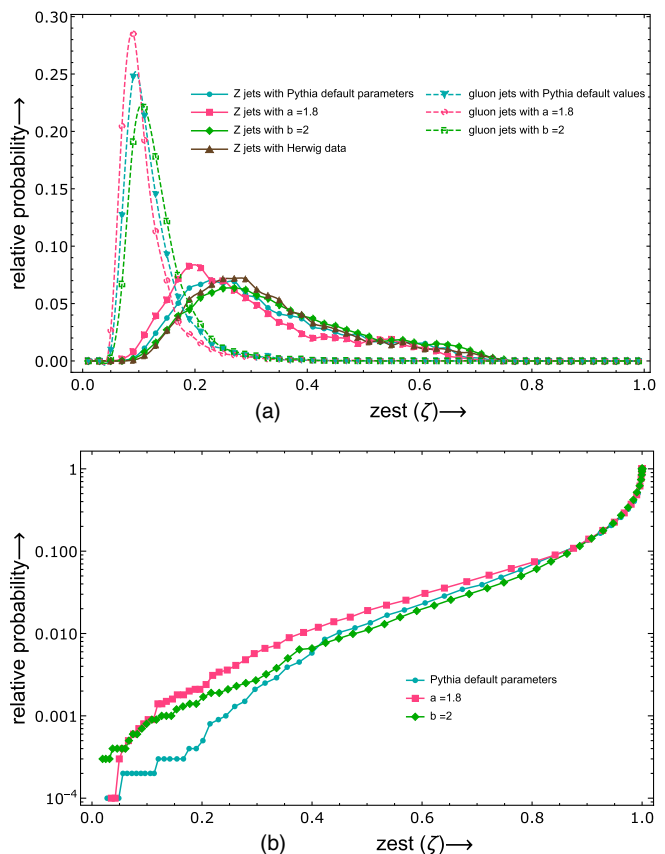 0.30
0.25
0.20
0.15
0.10
0.05
0.00
relative probability→
Z jets with Pythia default parameters
Z jets with a =1.8
Z jets with b =2
Z jets with Herwig data
gluon jets with Pythia default values
gluon jets with a =1.8
gluon jets with b =2
0.0 0.2 0.4 0.6 0.8 1.0
(a) zest (ζ)→
1
0.100
0.010
0.001
10⁻⁴
relative probability→
Pythia default parameters
a =1.8
b =2
0.0 0.2 0.4 0.6 0.8 1.0
(b) zest (ζ)→